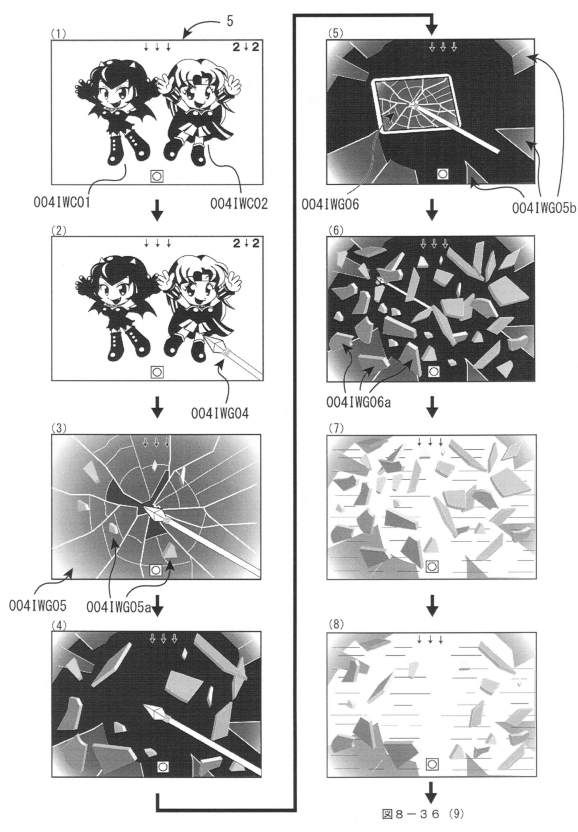 5
(1)
2↓2
↓↓↓
004IWC01
004IWC02
(2)
2↓2
↓↓↓
004IWG04
(3)
↓↓↓
004IWG05
004IWG05a
(4)
↓↓↓
(5)
↓↓↓
004IWG06
004IWG05b
(6)
↓↓↓
004IWG06a
(7)
↓↓↓
(8)
↓↓↓
図8-36 (9)